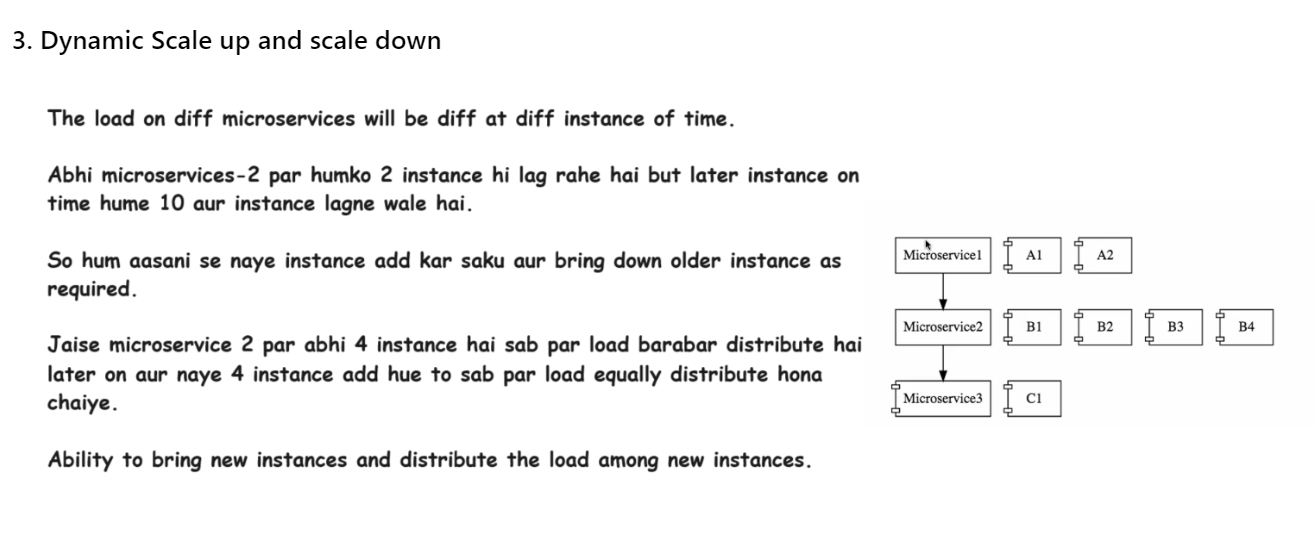 3. Dynamic Scale up and scale down
The load on diff microservices will be diff at diff instance of time.
Abhi microservices-2 par humko 2 instance hi lag rahe hai but later instance on
time hume 10 aur instance lagne wale hai.
So hum aasani se naye instance add kar saku aur bring down older instance as
required.
Jaise microservice 2 par abhi 4 instance hai sab par load barabar distribute hai
later on aur naye 4 instance add hue to sab par load equally distribute hona
chaiye.
Ability to bring new instances and distribute the load among new instances.
Microservice1 A1 A2
Microservice2 B1 B2 B3 B4
Microservice3 C1